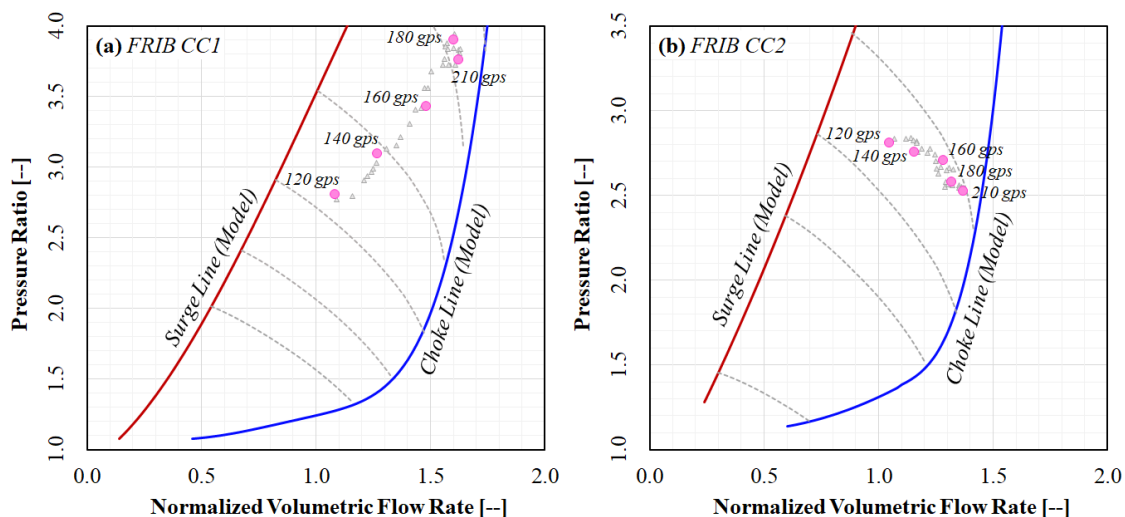 (a) FRIB CC1
180 gps
210 gps
160 gps
140 gps
120 gps
Surge Line (Model)
Choke Line (Model)
Pressure Ratio [--]
4.0
3.5
3.0
2.5
2.0
1.5
1.0
0.0 0.5 1.0 1.5 2.0
Normalized Volumetric Flow Rate [--]
(b) FRIB CC2
120 gps
140 gps
160 gps
180 gps
210 gps
Surge Line (Model)
Choke Line (Model)
Pressure Ratio [--]
3.5
3.0
2.5
2.0
1.5
1.0
0.0 0.5 1.0 1.5 2.0
Normalized Volumetric Flow Rate [--]